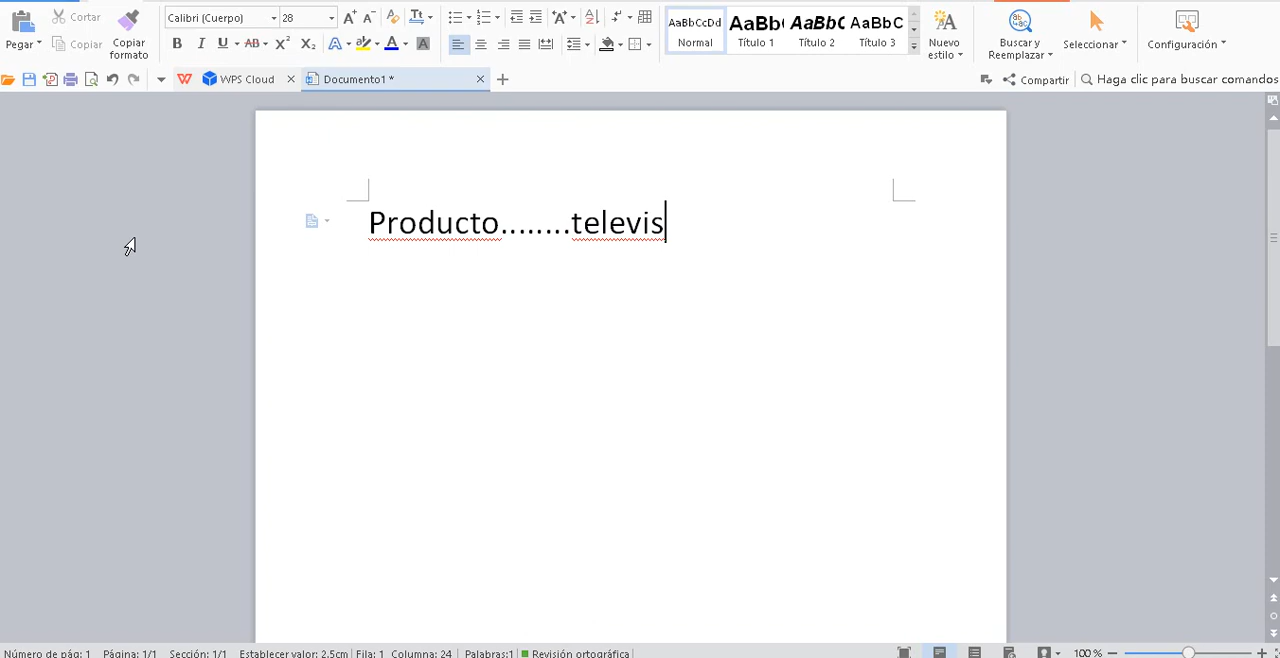 Calibri (Cuerpo) 28
Cortar
Pegar
Copiar
Copiar formato
AaBbCcDd
Normal
AaBb
Título 1
AaBb
Título 2
AaBbC
Título 3
Nuevo estilo
Buscar y Reemplazar
Seleccionar
Configuración
WPS Cloud
Documento1 *
Compartir
Haga clic para buscar comandos
Producto........televis
Número de pág: 1 Página: 1/1 Sección: 1/1 Establecer valor: 2.5cm Fila: 1 Columna: 24 Palabras:1 Revisión ortográfica 100 %